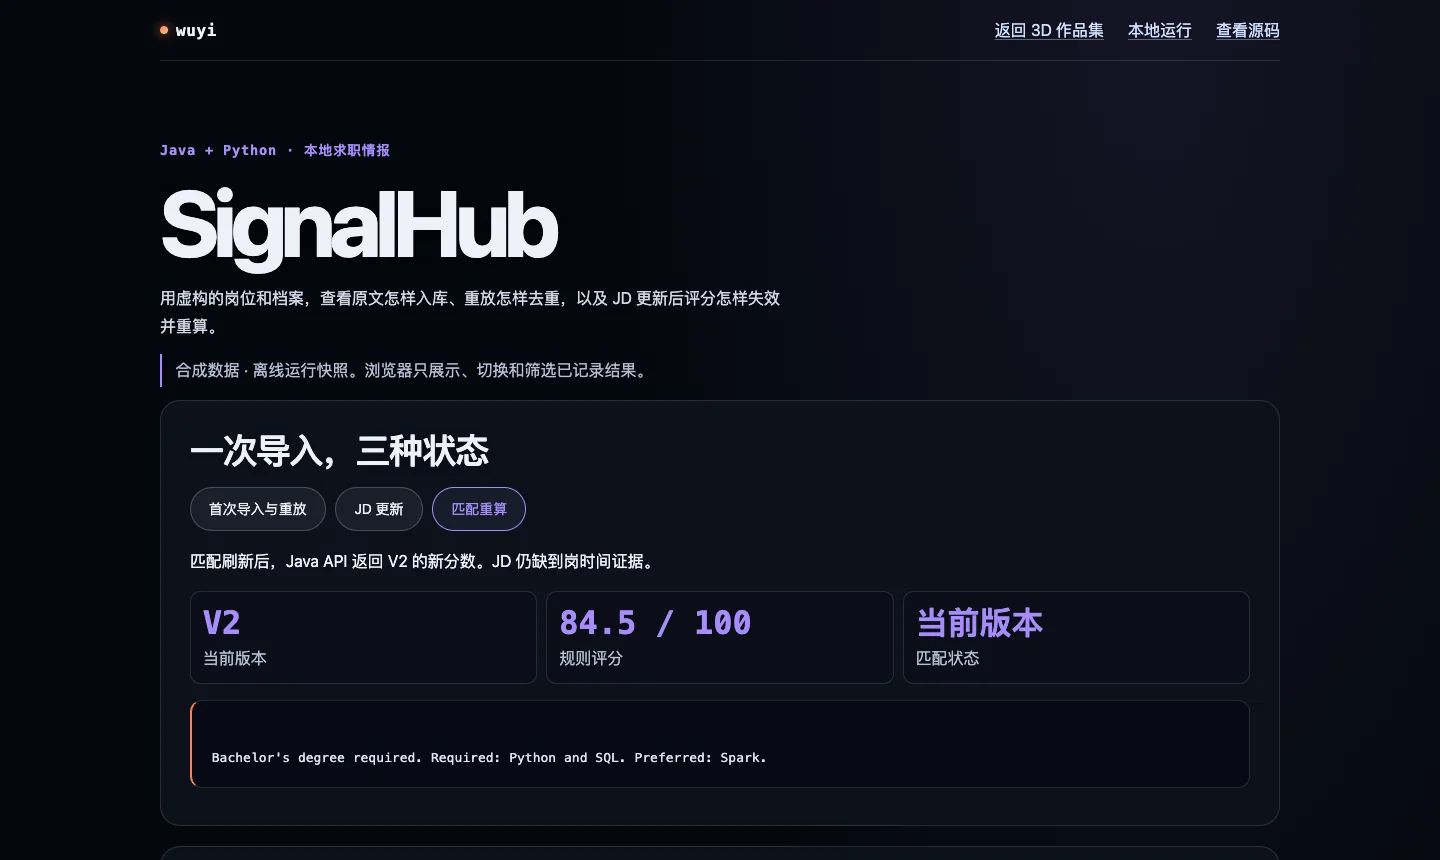 wuyi
返回 3D 作品集 本地运行 查看源码
Java + Python · 本地求职情报
SignalHub
用虚构的岗位和档案，查看原文怎样入库、重放怎样去重，以及 JD 更新后评分怎样失效
并重算。
合成数据 · 离线运行快照。浏览器只展示、切换和筛选已记录结果。
一次导入，三种状态
首次导入与重放 JD 更新 匹配重算
匹配刷新后，Java API 返回 V2 的新分数。JD 仍缺到岗时间证据。
V2
当前版本
84.5 / 100
规则评分
当前版本
匹配状态
Bachelor's degree required. Required: Python and SQL. Preferred: Spark.